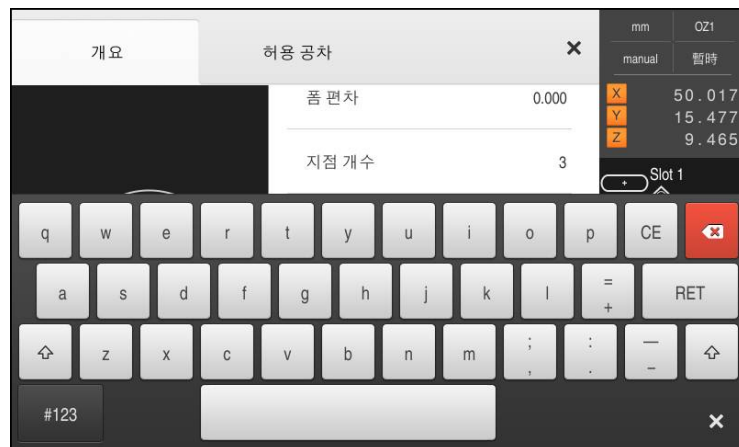 개요 허용 공차
mm OZ1
manual 暫時
폼 편차 0.000
X 50.017
Y 15.477
Z 9.465
지점 개수 3
Slot 1
q w e r t y u i o p CE
a s d f g h j k l = + RET
z x c v b n m ; , : . — –
#123